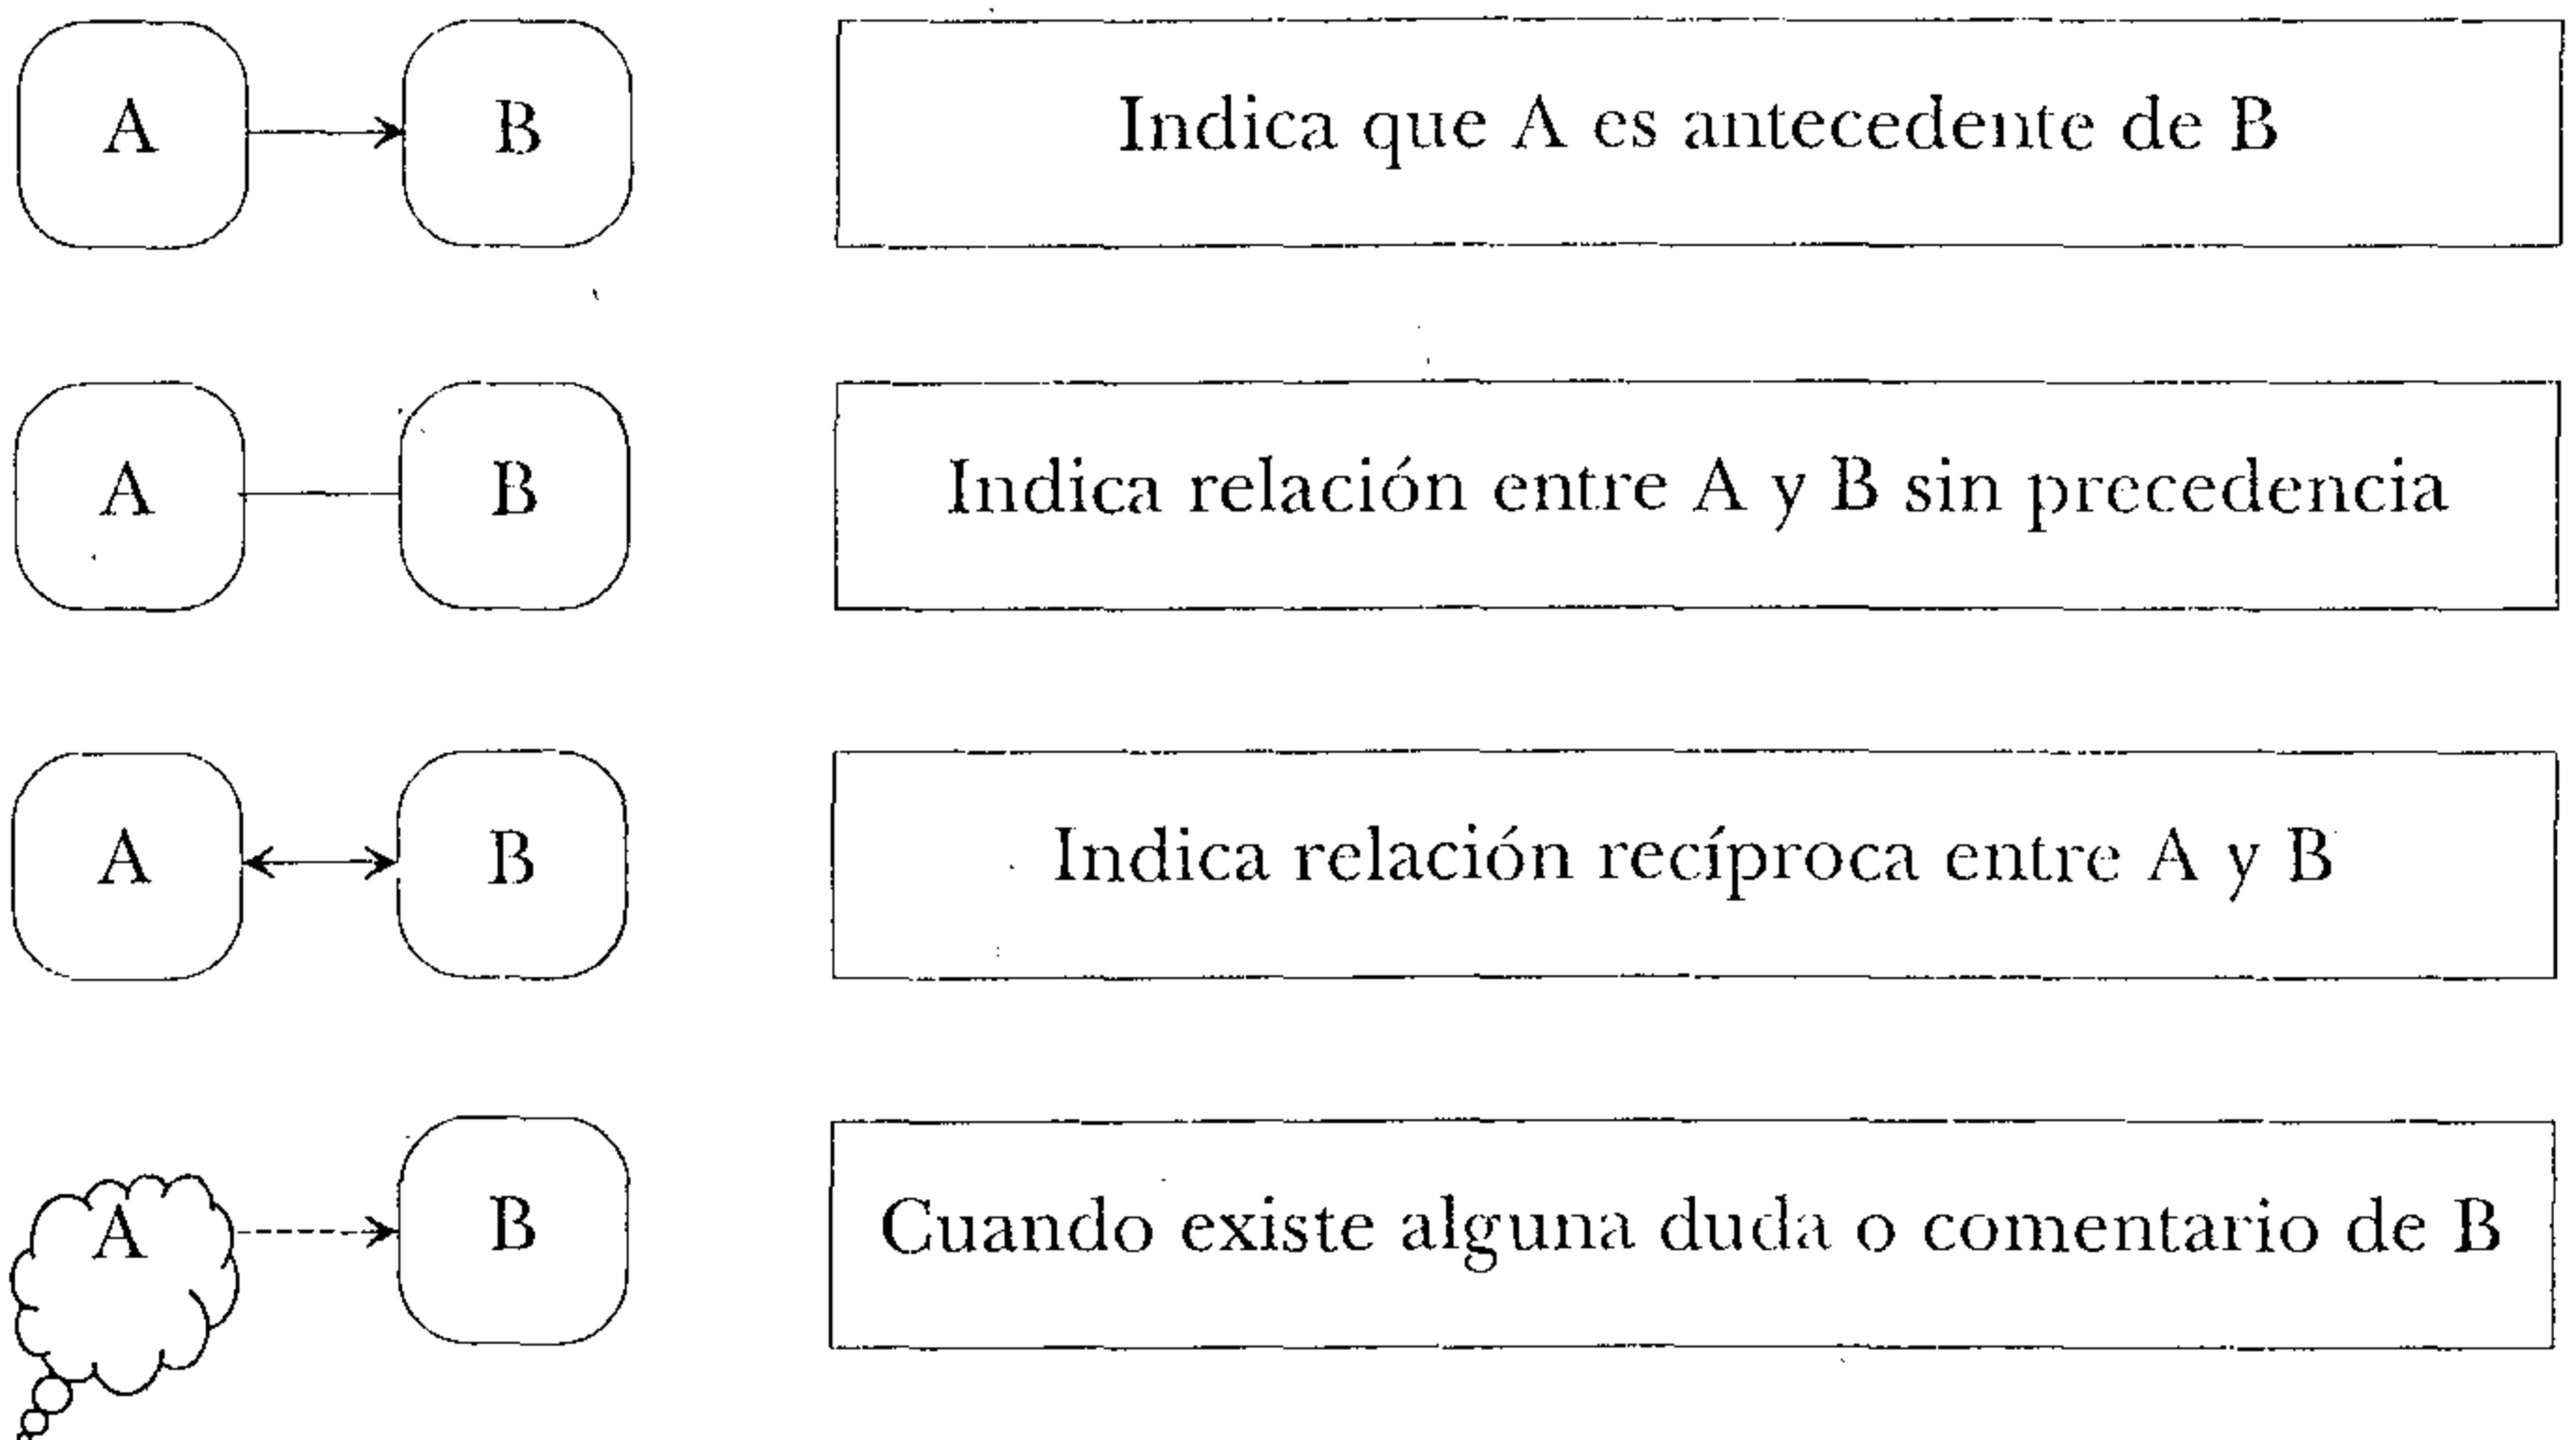 A B Indica que A es antecedente de B
A B Indica relación entre A y B sin precedencia
A B Indica relación recíproca entre A y B
A B Cuando existe alguna duda o comentario de B